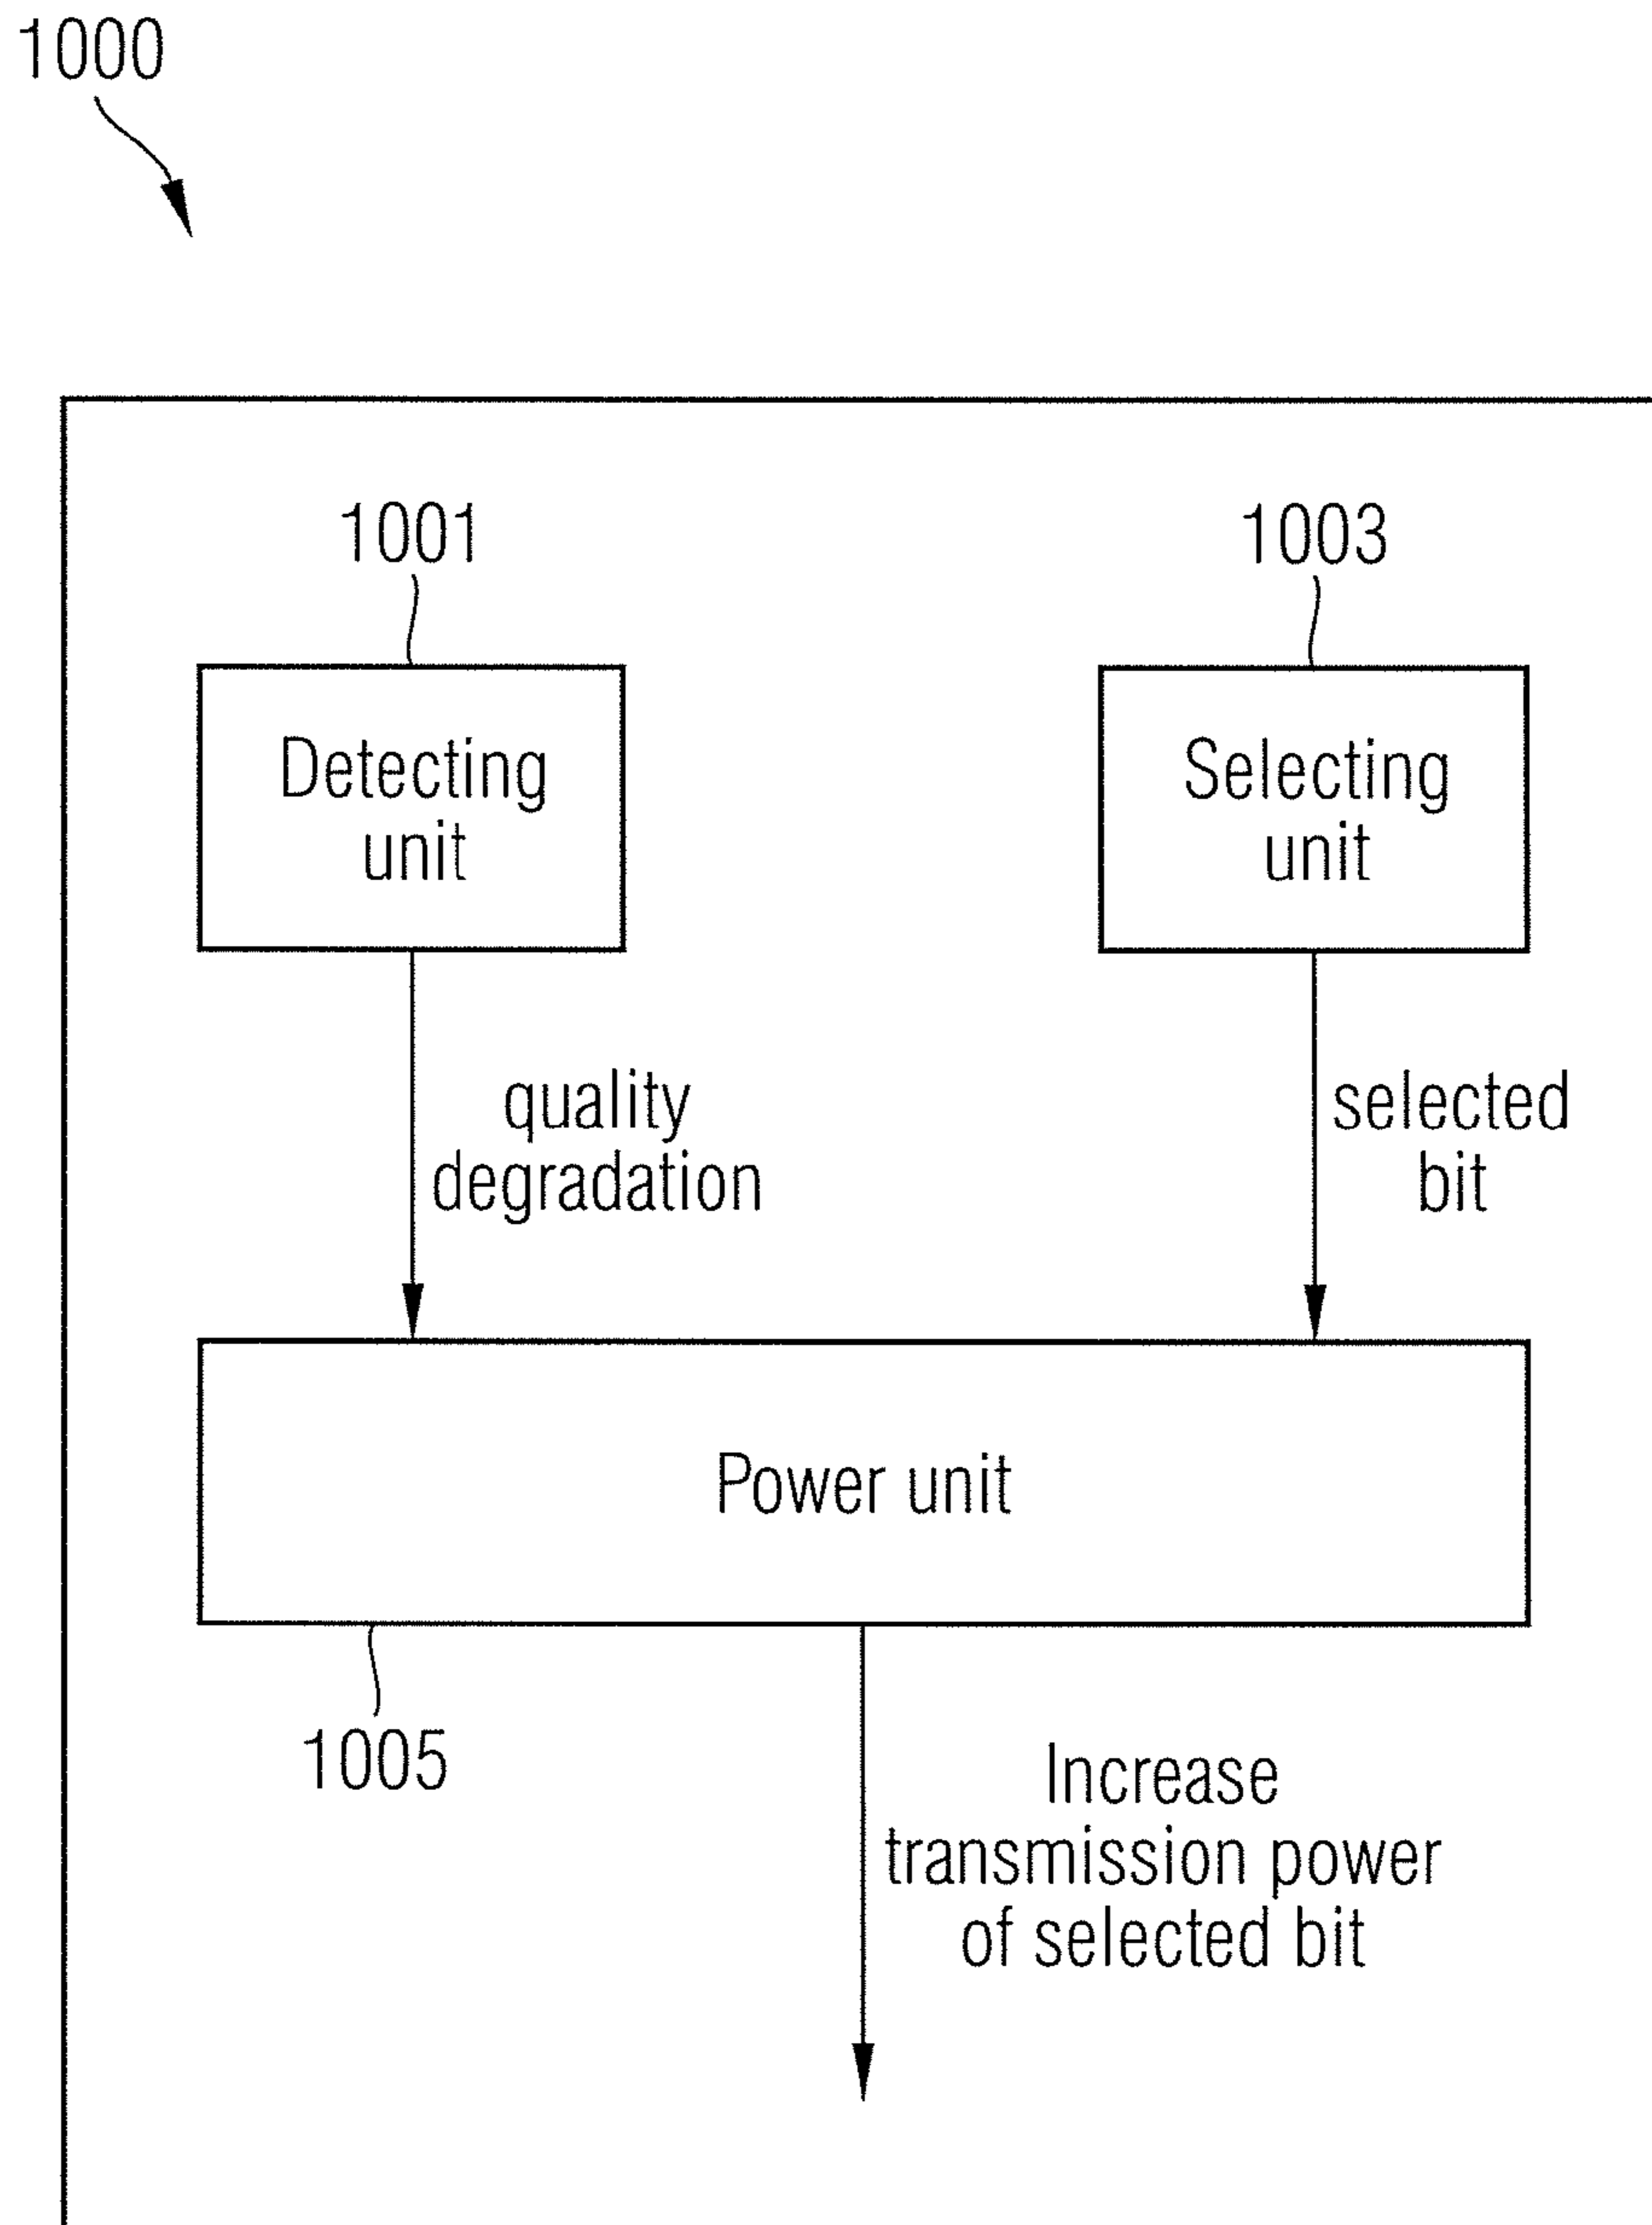 1000
1001
1003
Detecting
unit
Selecting
unit
quality
degradation
selected
bit
Power unit
1005
Increase
transmission power
of selected bit